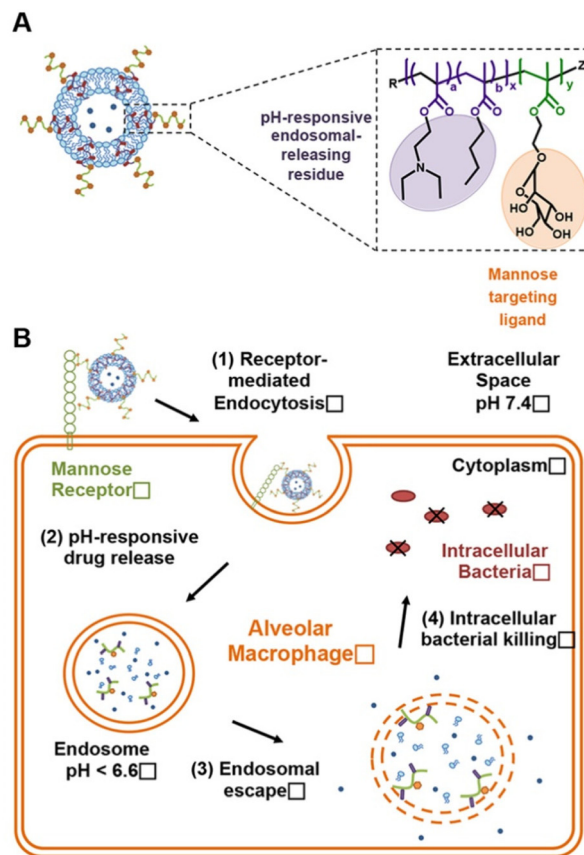 A
pH-responsive
endosomal-
releasing
residue
R
a
b
x
y
Z
O
O
O
O
O
O
N
O
O
HO
OH
HO
OH
Mannose
targeting
ligand
B
(1) Receptor-
mediated
Endocytosis□
Extracellular
Space
pH 7.4□
Mannose
Receptor□
Cytoplasm□
(2) pH-responsive
drug release
Intracellular
Bacteria□
Alveolar
Macrophage□
(4) Intracellular
bacterial killing□
Endosome
pH < 6.6□
(3) Endosomal
escape□